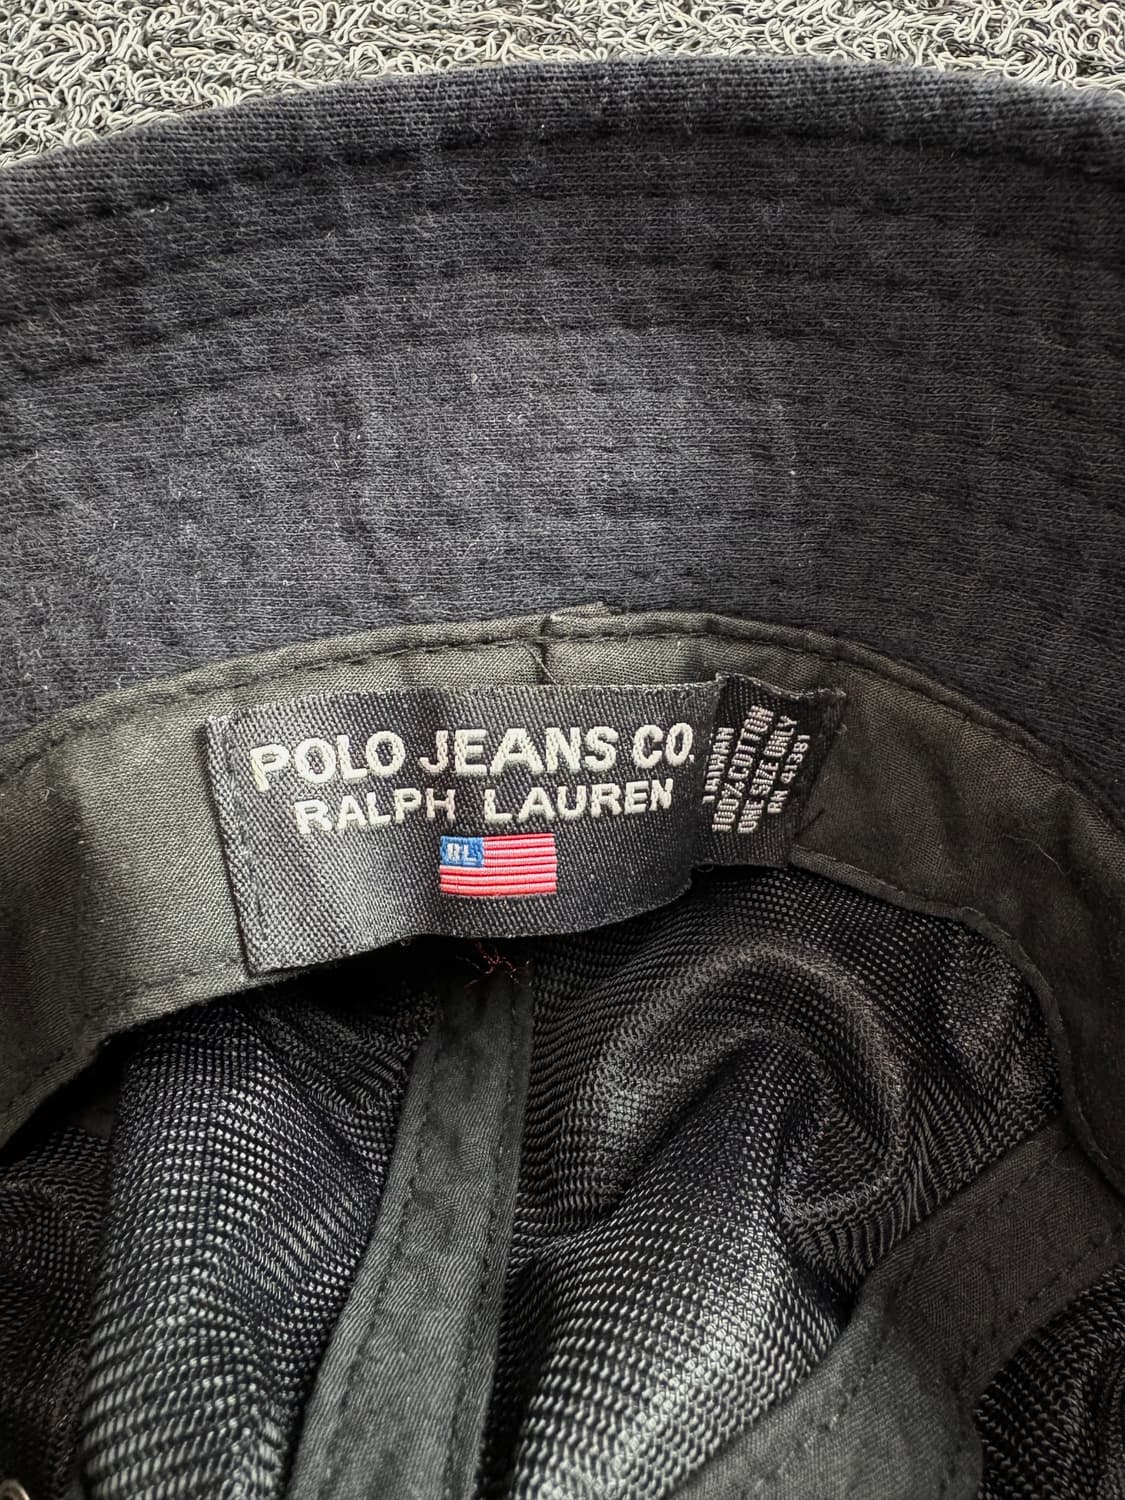 POLO JEANS CO.
RALPH LAUREN
RL
TAIWAN
100% COTTON
ONE SIZE ONLY
RN 41381